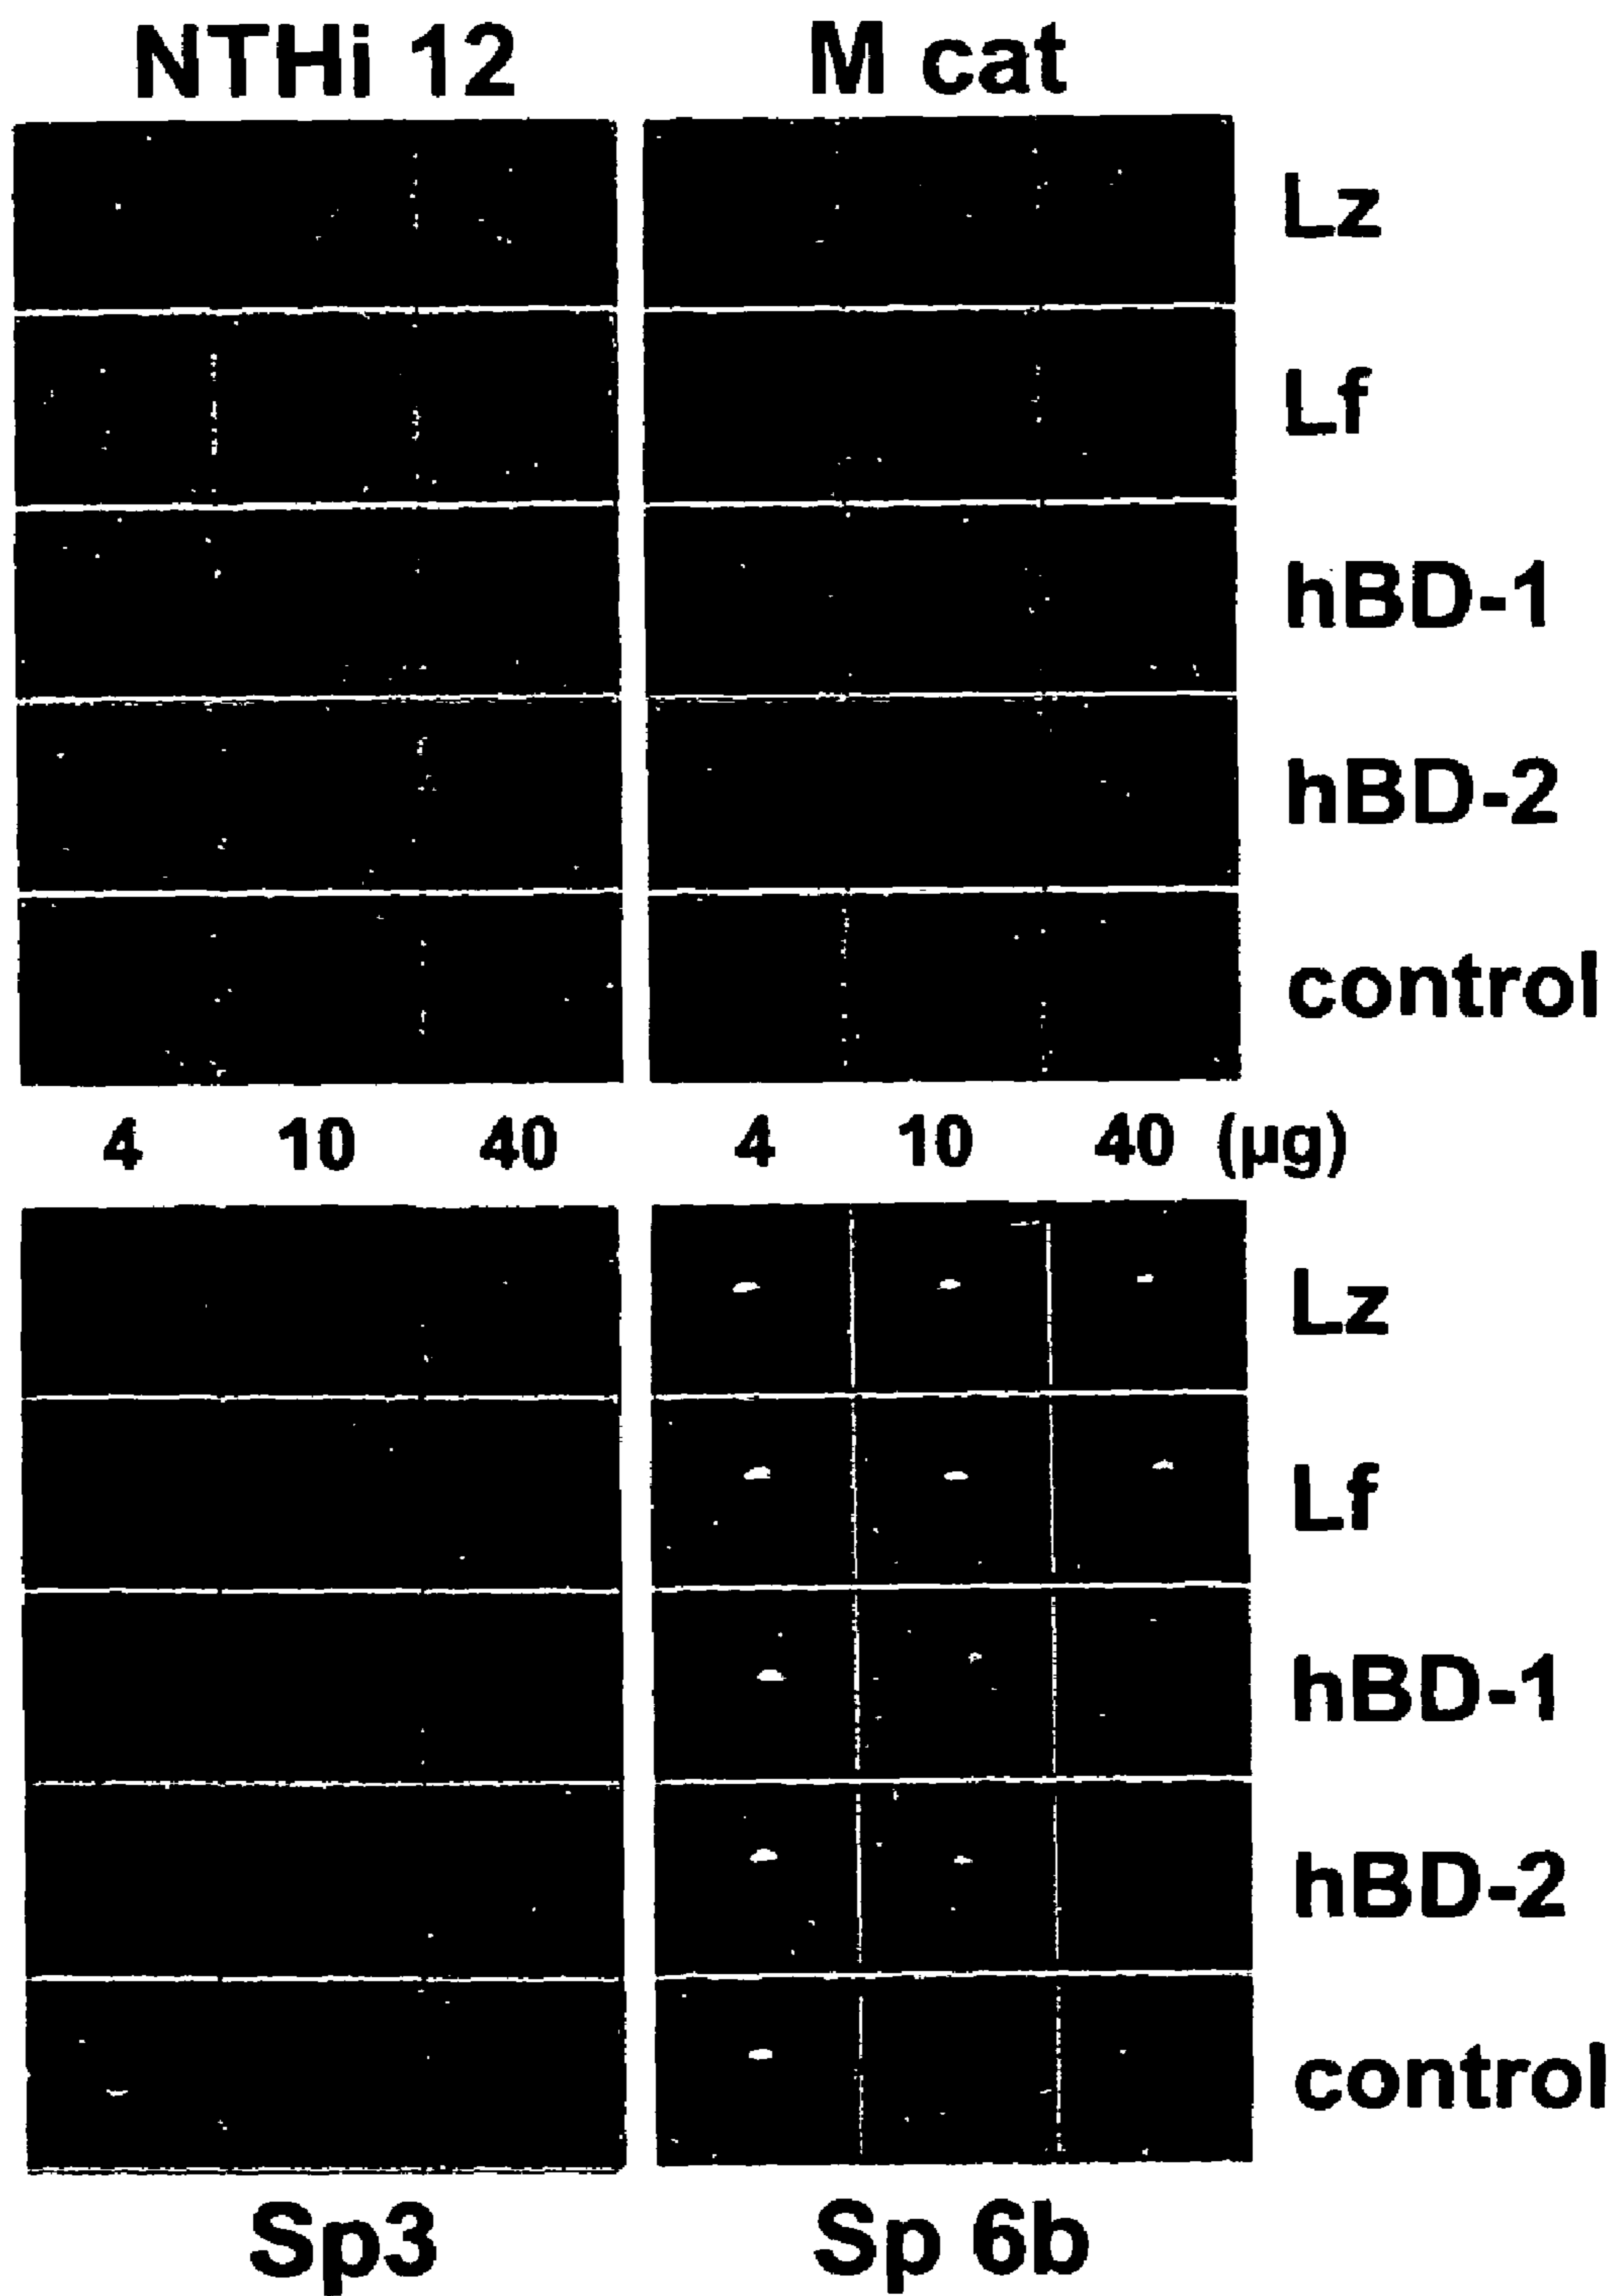 NTHi 12 M cat
Lz
Lf
hBD-1
hBD-2
control
4 10 40 4 10 40 (μg)
Lz
Lf
hBD-1
hBD-2
control
Sp3 Sp 6b